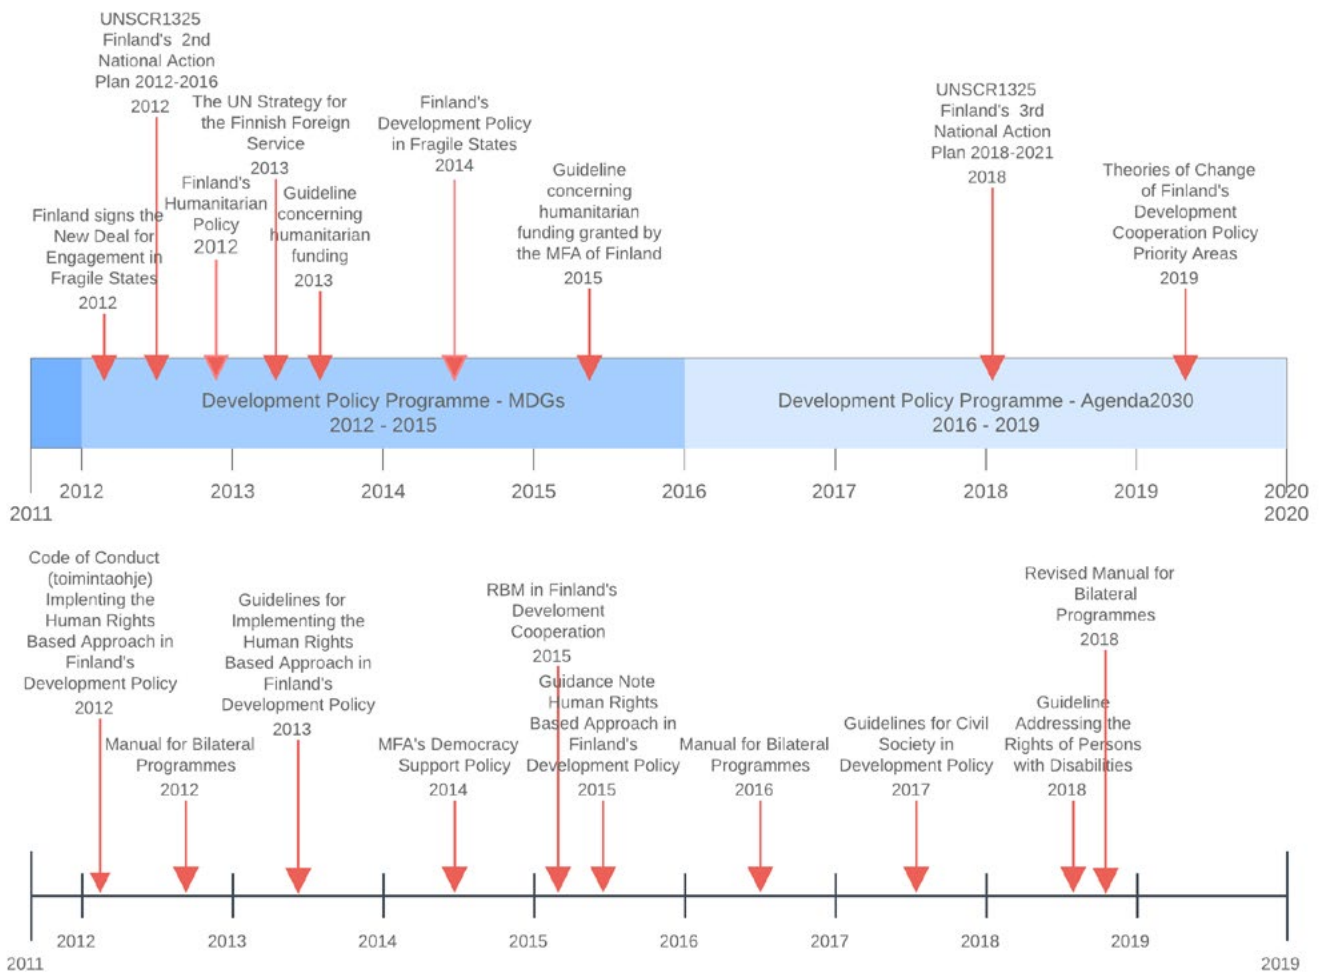 UNSCR1325
Finland's 2nd
National Action
Plan 2012-2016
2012
The UN Strategy for
the Finnish Foreign
Service
2013
Finland's
Development Policy
in Fragile States
2014
UNSCR1325
Finland's 3rd
National Action
Plan 2018-2021
2018
Finland signs the
New Deal for
Engagement in
Fragile States
2012
Finland's
Humanitarian
Policy
2012
Guideline
concerning
humanitarian
funding
2013
Guideline
concerning
humanitarian
funding granted by
the MFA of Finland
2015
Theories of Change
of Finland's
Development
Cooperation Policy
Priority Areas
2019
Development Policy Programme - MDGs
2012 - 2015
Development Policy Programme - Agenda2030
2016 - 2019
2012 2013 2014 2015 2016 2017 2018 2019 2020
2011 2020
Code of Conduct
(toimintaohje)
Implenting the
Human Rights
Based Approach in
Finland's
Development Policy
2012
Manual for Bilateral
Programmes
2012
Guidelines for
Implementing the
Human Rights
Based Approach in
Finland's
Development Policy
2013
MFA's Democracy
Support Policy
2014
RBM in Finland's
Develoment
Cooperation
2015
Guidance Note
Human Rights
Based Approach in
Finland's
Development Policy
2015
Manual for Bilateral
Programmes
2016
Guidelines for Civil
Society in
Development Policy
2017
Guideline
Addressing the
Rights of Persons
with Disabilities
2018
Revised Manual for
Bilateral
Programmes
2018
2012 2013 2014 2015 2016 2017 2018 2019
2011 2019